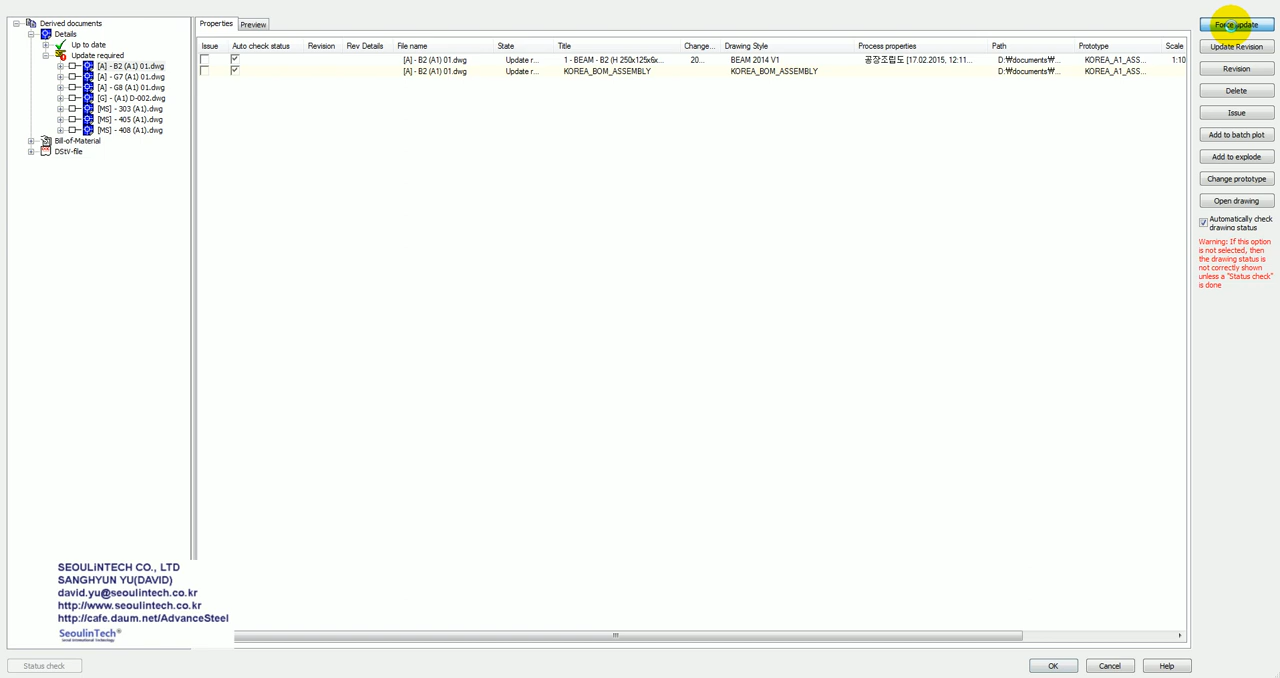 Derived documents
Details
Up to date
Update required
[A] - B2 (A1) 01.dwg
[A] - G7 (A1) 01.dwg
[A] - G8 (A1) 01.dwg
[G] - (A1) D-002.dwg
[MS] - 303 (A1).dwg
[MS] - 405 (A1).dwg
[MS] - 408 (A1).dwg
Bill-of-Material
DStV-file
Properties Preview
Issue Auto check status Revision Rev Details File name State Title Change... Drawing Style Process properties Path Prototype Scale
[A] - B2 (A1) 01.dwg Update r... 1 - BEAM - B2 (H 250x125x6x... 20... BEAM 2014 V1 공장조립도 [17.02.2015, 12:11... D:₩documents₩... KOREA_A1_ASS... 1:10
[A] - B2 (A1) 01.dwg Update r... KOREA_BOM_ASSEMBLY KOREA_BOM_ASSEMBLY D:₩documents₩... KOREA_A1_ASS...
Force update
Update Revision
Revision
Delete
Issue
Add to batch plot
Add to explode
Change prototype
Open drawing
Automatically check
drawing status
Warning: If this option
is not selected, then
the drawing status is
not correctly shown
unless a "Status check"
is done
SEOULiNTECH CO., LTD
SANGHYUN YU(DAVID)
david.yu@seoulintech.co.kr
http://www.seoulintech.co.kr
http://cafe.daum.net/AdvanceSteel
SeoulinTech®
Status check
OK Cancel Help